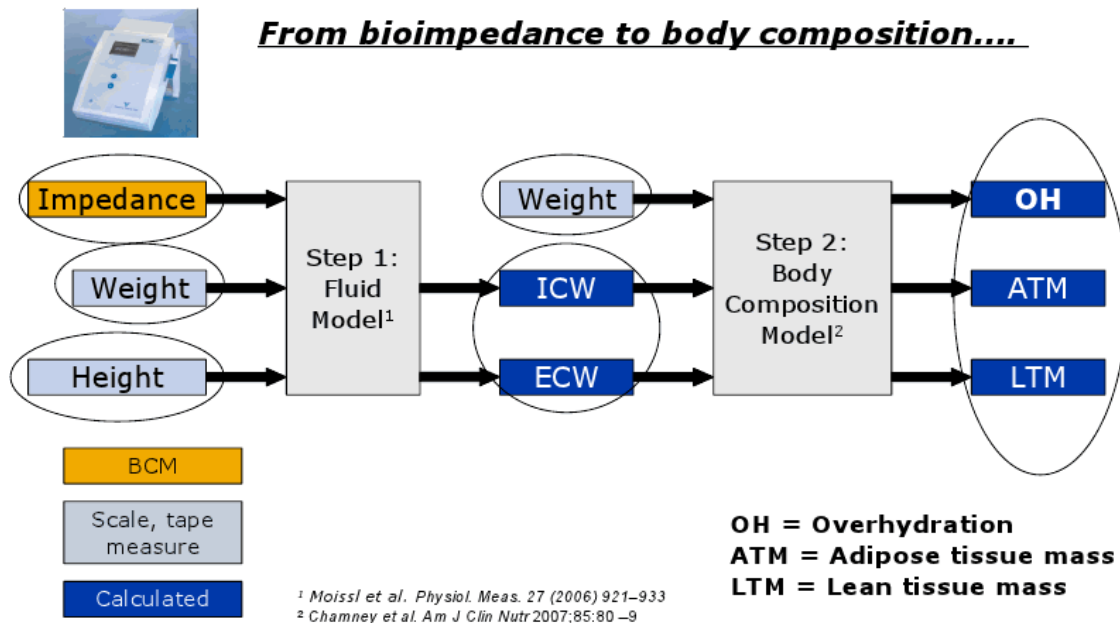 From bioimpedance to body composition....
Impedance
Weight
Height
Step 1:
Fluid
Model¹
Weight
ICW
ECW
Step 2:
Body
Composition
Model²
OH
ATM
LTM
BCM
Scale, tape
measure
Calculated
OH = Overhydration
ATM = Adipose tissue mass
LTM = Lean tissue mass
¹ Moissl et al. Physiol. Meas. 27 (2006) 921–933
² Chamney et al. Am J Clin Nutr 2007;85:80 –9